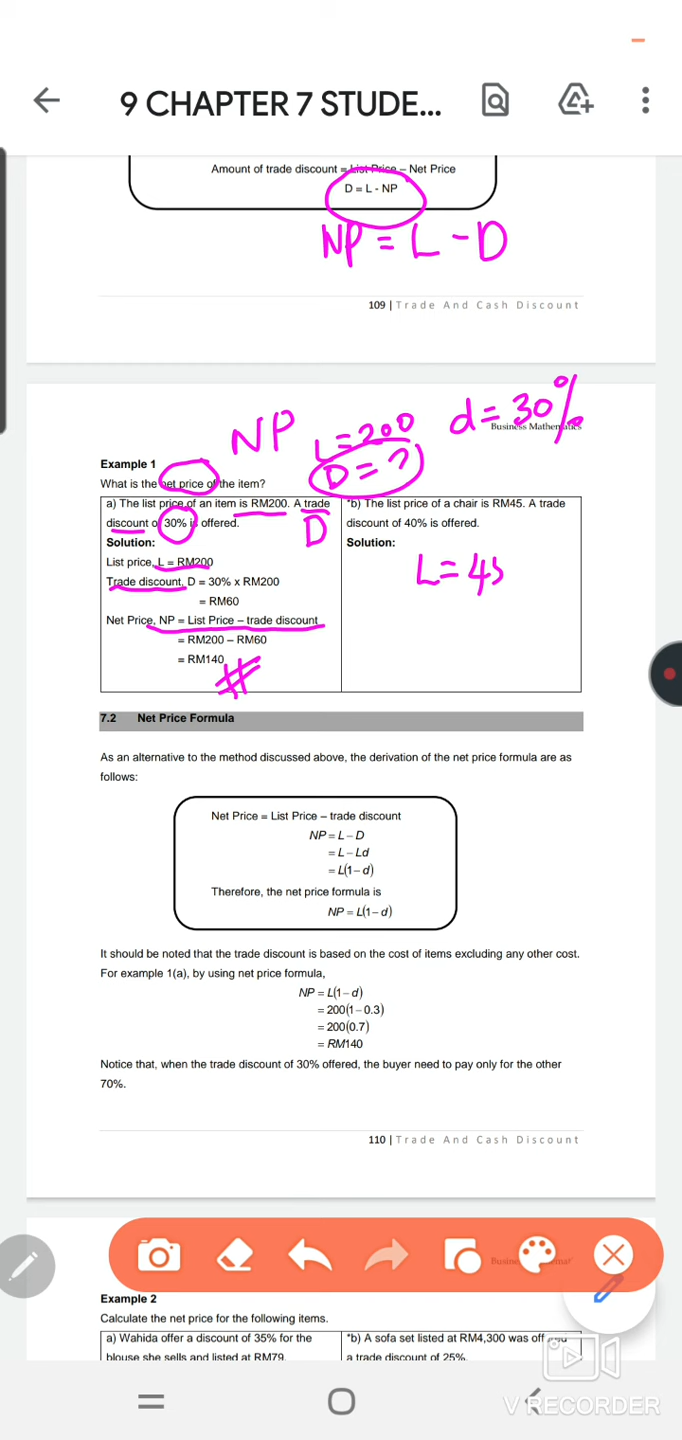 9 CHAPTER 7 STUDE...
Amount of trade discount = List Price – Net Price
D = L - NP
NP = L - D
109 | Trade And Cash Discount
NP L=200 d=30%
D=?
Business Mathematics
Example 1
What is the net price of the item?
a) The list price of an item is RM200. A trade
discount of 30% is offered.
D
Solution:
List price, L = RM200
Trade discount, D = 30% x RM200
= RM60
Net Price, NP = List Price – trade discount
= RM200 – RM60
= RM140
#
*b) The list price of a chair is RM45. A trade
discount of 40% is offered.
Solution:
L=45
7.2 Net Price Formula
As an alternative to the method discussed above, the derivation of the net price formula are as
follows:
Net Price = List Price – trade discount
NP = L – D
= L – Ld
= L(1 – d)
Therefore, the net price formula is
NP = L(1 – d)
It should be noted that the trade discount is based on the cost of items excluding any other cost.
For example 1(a), by using net price formula,
NP = L(1 – d)
= 200(1 – 0.3)
= 200(0.7)
= RM140
Notice that, when the trade discount of 30% offered, the buyer need to pay only for the other
70%.
110 | Trade And Cash Discount
Example 2
Calculate the net price for the following items.
a) Wahida offer a discount of 35% for the
blouse she sells and listed at RM79.
*b) A sofa set listed at RM4,300 was
a trade discount of 25%.
V RECORDER